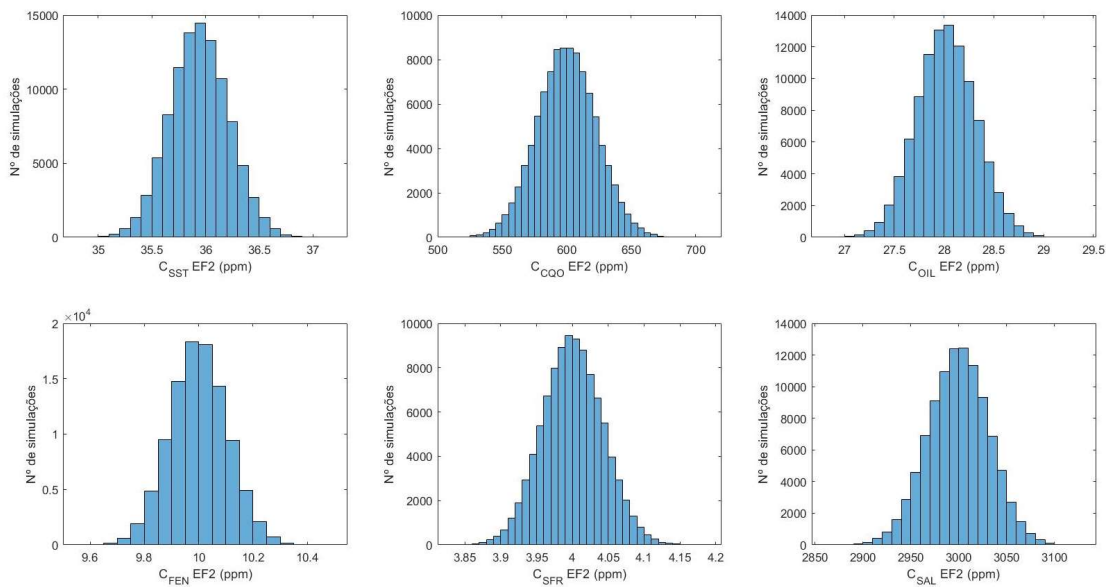 15000
10000
5000
0
Nº de simulações
35 35.5 36 36.5 37
C_SST EF2 (ppm)
10000
8000
6000
4000
2000
0
Nº de simulações
500 550 600 650 700
C_CQO EF2 (ppm)
14000
12000
10000
8000
6000
4000
2000
0
Nº de simulações
27 27.5 28 28.5 29 29.5
C_OIL EF2 (ppm)
×10^4
2
1.5
1
0.5
0
Nº de simulações
9.6 9.8 10 10.2 10.4
C_FEN EF2 (ppm)
10000
8000
6000
4000
2000
0
Nº de simulações
3.85 3.9 3.95 4 4.05 4.1 4.15 4.2
C_SFR EF2 (ppm)
14000
12000
10000
8000
6000
4000
2000
0
Nº de simulações
2850 2900 2950 3000 3050 3100
C_SAL EF2 (ppm)